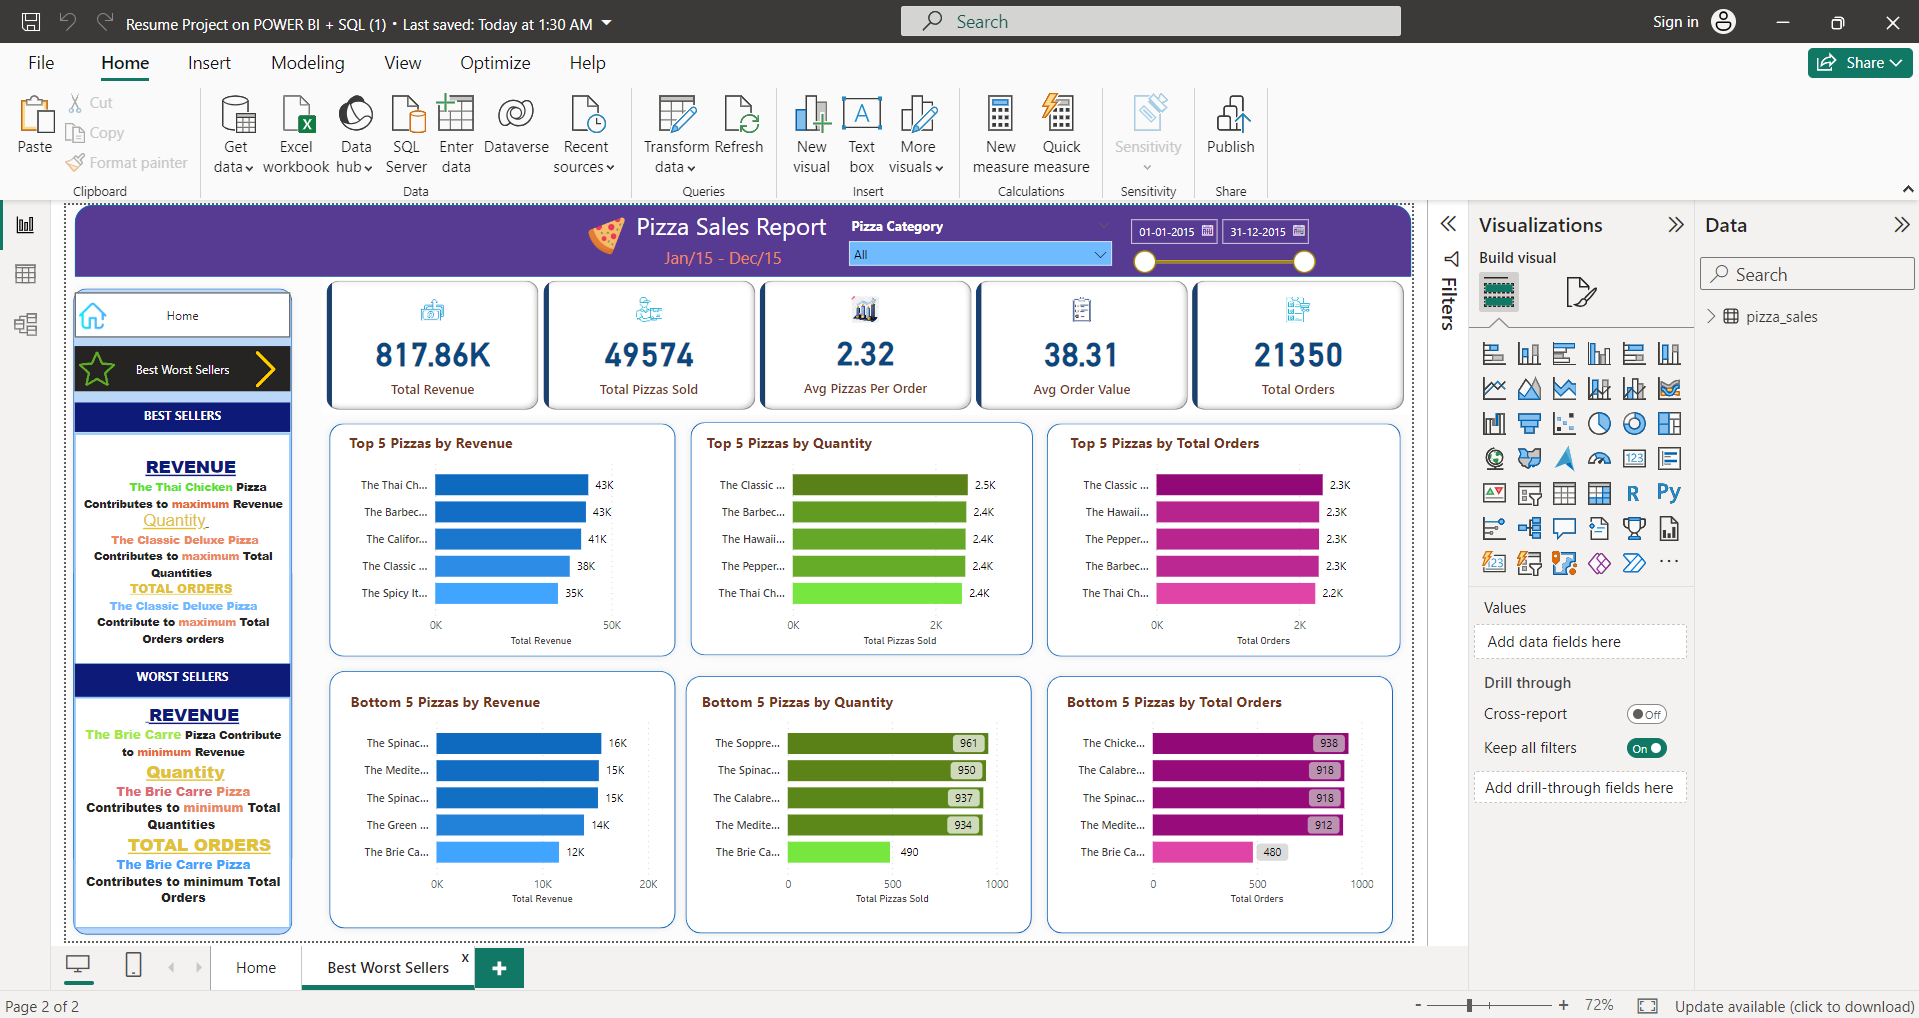 Resume Project on POWER BI + SQL (1) • Last saved: Today at 1:30 AM
Search
Sign in
File
Home
Insert
Modeling
View
Optimize
Help
Share
Paste
Cut
Copy
Format painter
Clipboard
Get data
Excel workbook
Data hub
SQL Server
Enter data
Dataverse
Recent sources
Data
Transform data
Refresh
Queries
New visual
Text box
More visuals
Insert
New measure
Quick measure
Calculations
Sensitivity
Sensitivity
Publish
Share
Pizza Sales Report
Jan/15 - Dec/15
Pizza Category
All
01-01-2015
31-12-2015
Home
Best Worst Sellers
BEST SELLERS
REVENUE
The Thai Chicken Pizza
Contributes to maximum Revenue
Quantity
The Classic Deluxe Pizza
Contributes to maximum Total
Quantities
TOTAL ORDERS
The Classic Deluxe Pizza
Contribute to maximum Total
Orders orders
WORST SELLERS
REVENUE
The Brie Carre Pizza Contribute
to minimum Revenue
Quantity
The Brie Carre Pizza
Contributes to minimum Total
Quantities
TOTAL ORDERS
The Brie Carre Pizza
Contributes to minimum Total
Orders
817.86K
Total Revenue
49574
Total Pizzas Sold
2.32
Avg Pizzas Per Order
38.31
Avg Order Value
21350
Total Orders
Top 5 Pizzas by Revenue
The Thai Ch... 43K
The Barbec... 43K
The Califor... 41K
The Classic ... 38K
The Spicy It... 35K
0K 50K
Total Revenue
Top 5 Pizzas by Quantity
The Classic ... 2.5K
The Barbec... 2.4K
The Hawaii... 2.4K
The Pepper... 2.4K
The Thai Ch... 2.4K
0K 2K
Total Pizzas Sold
Top 5 Pizzas by Total Orders
The Classic ... 2.3K
The Hawaii... 2.3K
The Pepper... 2.3K
The Barbec... 2.3K
The Thai Ch... 2.2K
0K 2K
Total Orders
Bottom 5 Pizzas by Revenue
The Spinac... 16K
The Medite... 15K
The Spinac... 15K
The Green ... 14K
The Brie Ca... 12K
0K 10K 20K
Total Revenue
Bottom 5 Pizzas by Quantity
The Soppre... 961
The Spinac... 950
The Calabre... 937
The Medite... 934
The Brie Ca... 490
0 500 1000
Total Pizzas Sold
Bottom 5 Pizzas by Total Orders
The Chicke... 938
The Calabre... 918
The Spinac... 918
The Medite... 912
The Brie Ca... 480
0 500 1000
Total Orders
Filters
Visualizations
Build visual
123
R
Py
123
Values
Add data fields here
Drill through
Cross-report
Off
Keep all filters
On
Add drill-through fields here
Data
Search
pizza_sales
Home
Best Worst Sellers
x
+
Page 2 of 2
- + 72%
Update available (click to download)